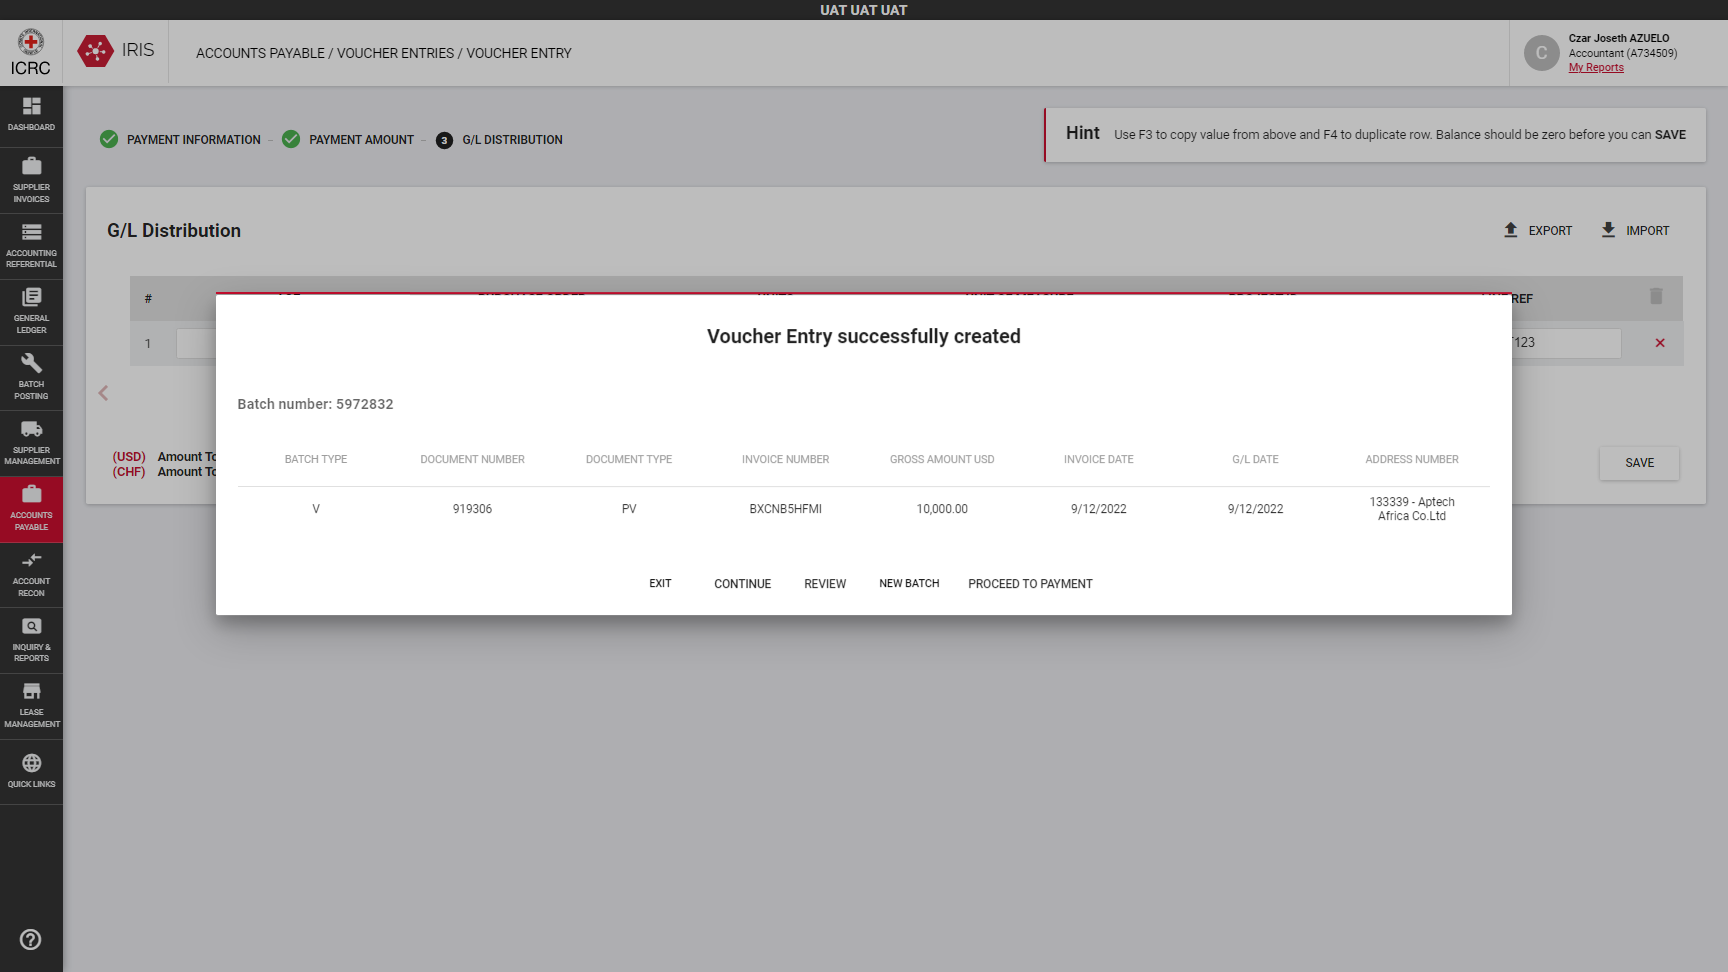 UAT UAT UAT
ICRC
IRIS
ACCOUNTS PAYABLE / VOUCHER ENTRIES / VOUCHER ENTRY
C
Czar Joseth AZUELO
Accountant (A734509)
My Reports
DASHBOARD
SUPPLIER
INVOICES
ACCOUNTING
REFERENTIAL
GENERAL
LEDGER
BATCH
POSTING
SUPPLIER
MANAGEMENT
ACCOUNTS
PAYABLE
ACCOUNT
RECON
INQUIRY &
REPORTS
LEASE
MANAGEMENT
QUICK LINKS
PAYMENT INFORMATION
PAYMENT AMOUNT
3 G/L DISTRIBUTION
Hint Use F3 to copy value from above and F4 to duplicate row. Balance should be zero before you can SAVE
G/L Distribution
EXPORT
IMPORT
# REF
1 123
(USD) Amount To
(CHF) Amount To
SAVE
Voucher Entry successfully created
Batch number: 5972832
BATCH TYPE DOCUMENT NUMBER DOCUMENT TYPE INVOICE NUMBER GROSS AMOUNT USD INVOICE DATE G/L DATE ADDRESS NUMBER
V 919306 PV BXCNB5HFMI 10,000.00 9/12/2022 9/12/2022 133339 - Aptech
Africa Co.Ltd
EXIT CONTINUE REVIEW NEW BATCH PROCEED TO PAYMENT